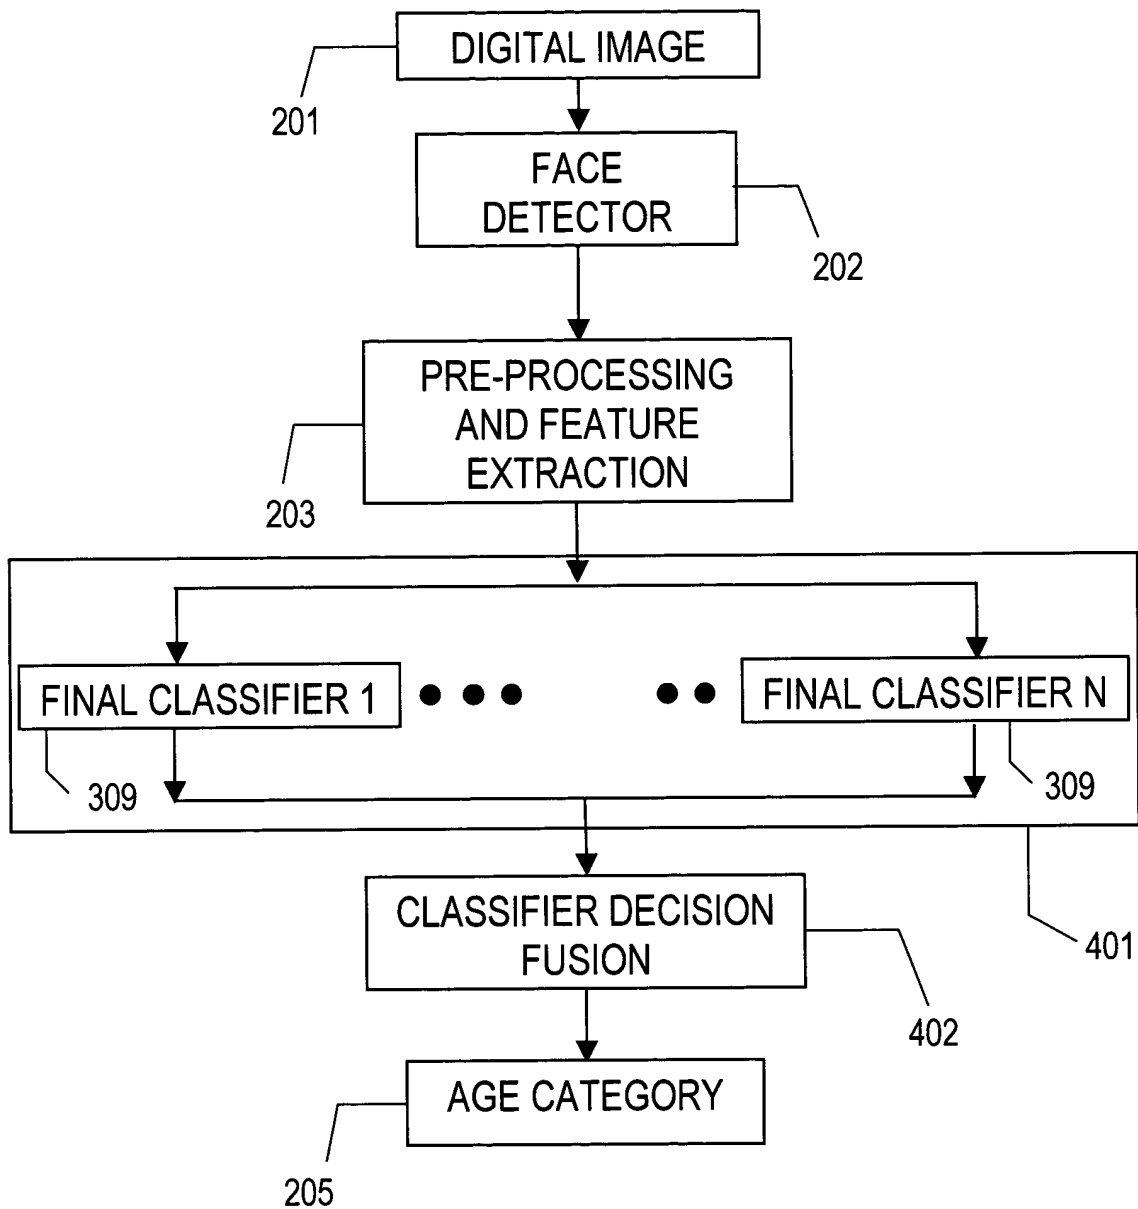 DIGITAL IMAGE
201
FACE
DETECTOR
202
PRE-PROCESSING
AND FEATURE
EXTRACTION
203
FINAL CLASSIFIER 1
FINAL CLASSIFIER N
309
309
401
CLASSIFIER DECISION
FUSION
402
AGE CATEGORY
205